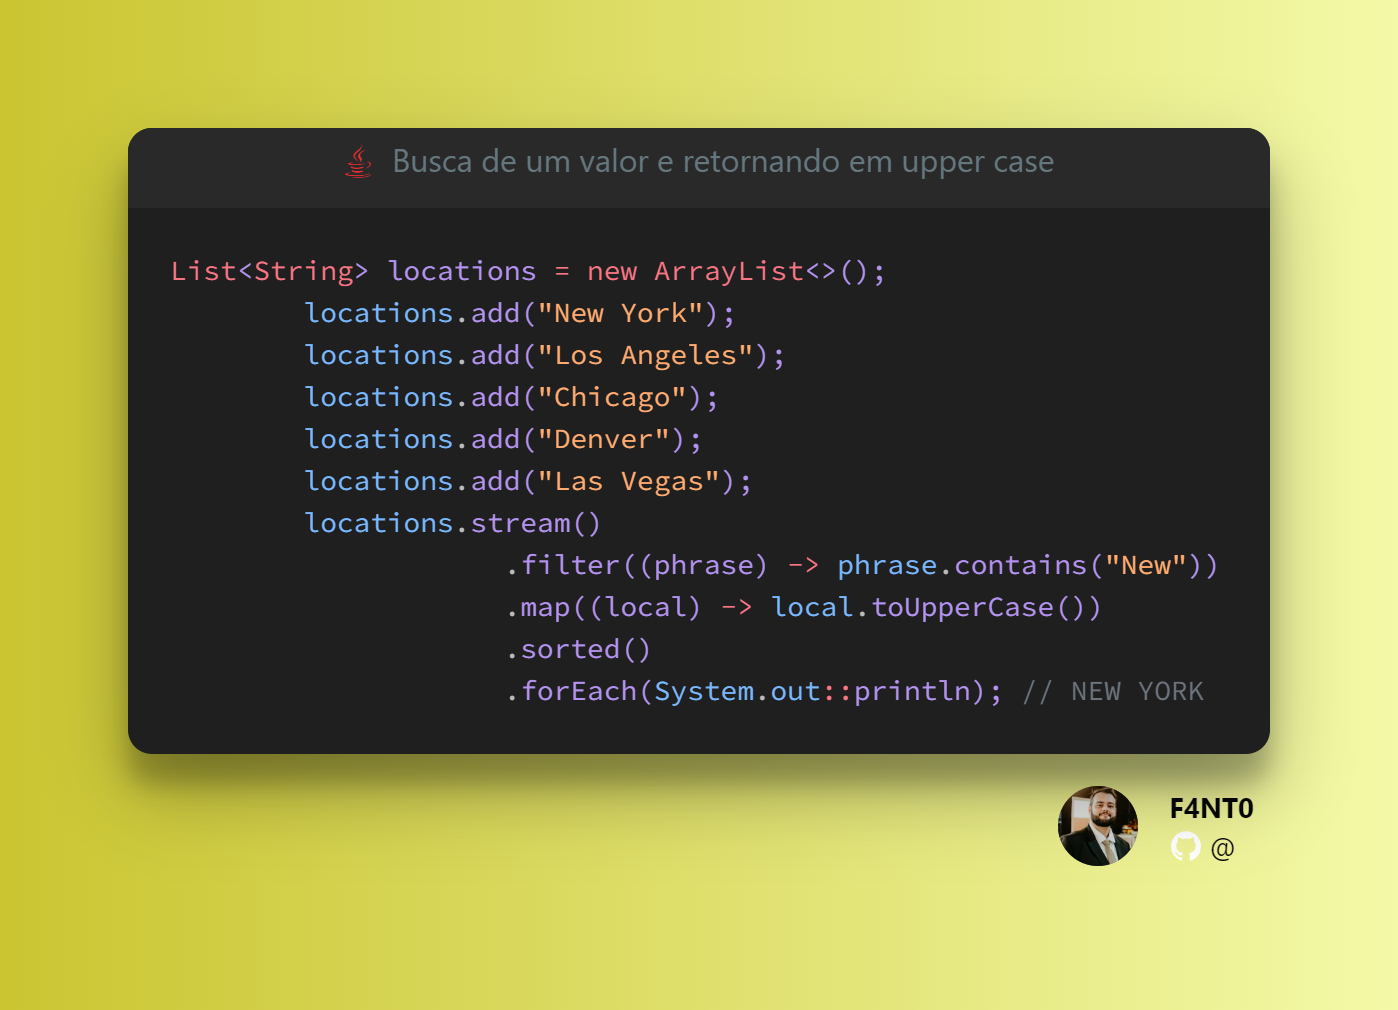 Busca de um valor e retornando em upper case
List<String> locations = new ArrayList<>();
locations.add("New York");
locations.add("Los Angeles");
locations.add("Chicago");
locations.add("Denver");
locations.add("Las Vegas");
locations.stream()
.filter((phrase) -> phrase.contains("New"))
.map((local) -> local.toUpperCase())
.sorted()
.forEach(System.out::println); // NEW YORK
F4NT0
@